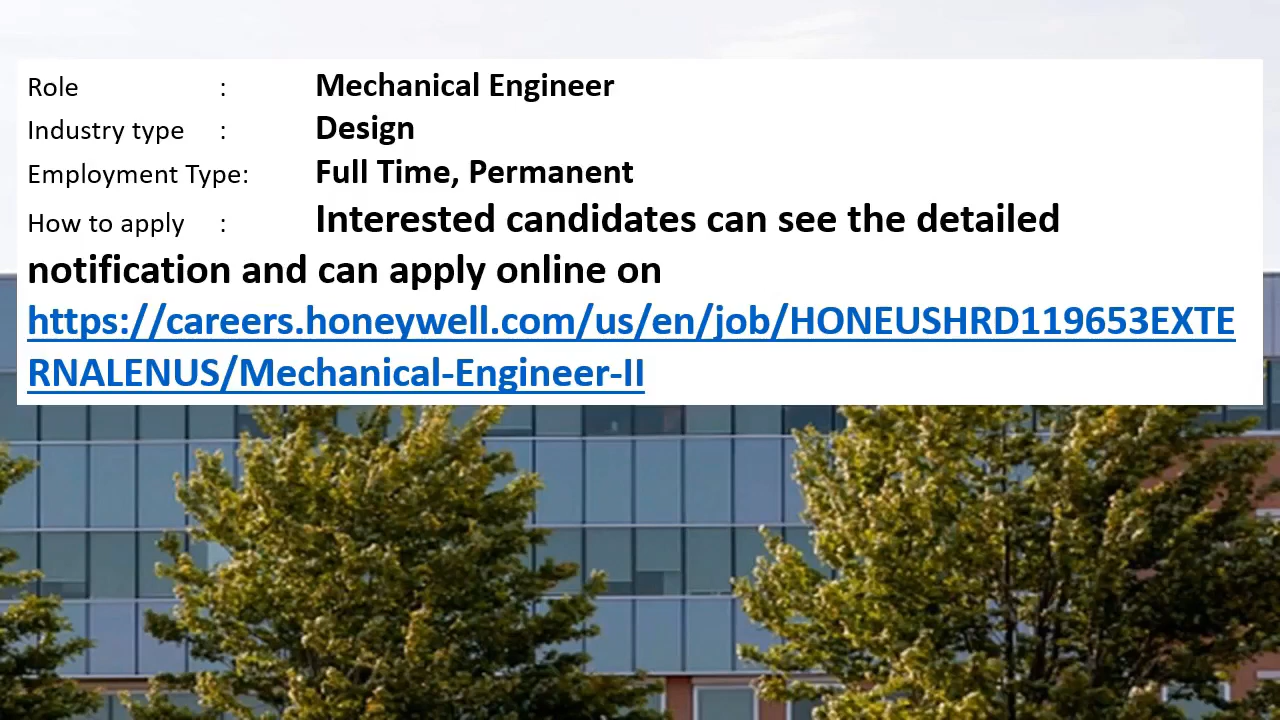 Role : Mechanical Engineer
Industry type : Design
Employment Type: Full Time, Permanent
How to apply : Interested candidates can see the detailed
notification and can apply online on
https://careers.honeywell.com/us/en/job/HONEUSHRD119653EXTE
RNALENUS/Mechanical-Engineer-II